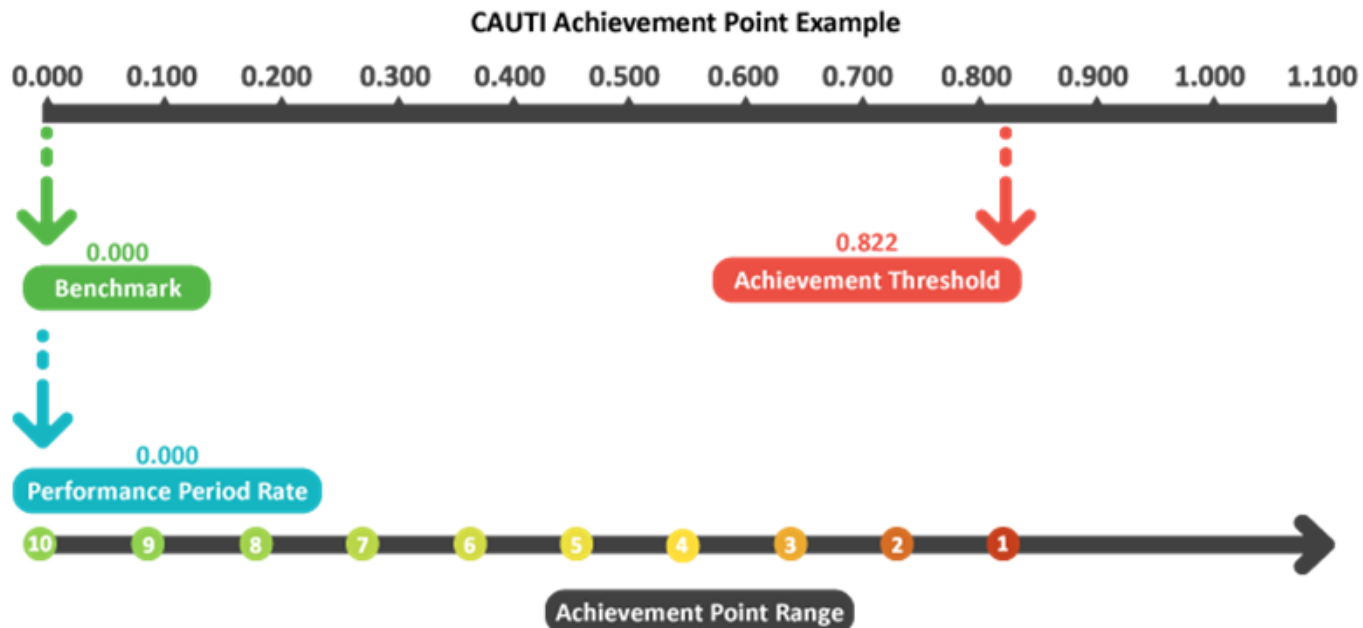 CAUTI Achievement Point Example
0.000 0.100 0.200 0.300 0.400 0.500 0.600 0.700 0.800 0.900 1.000 1.100
0.000
Benchmark
0.822
Achievement Threshold
0.000
Performance Period Rate
10 9 8 7 6 5 4 3 2 1
Achievement Point Range